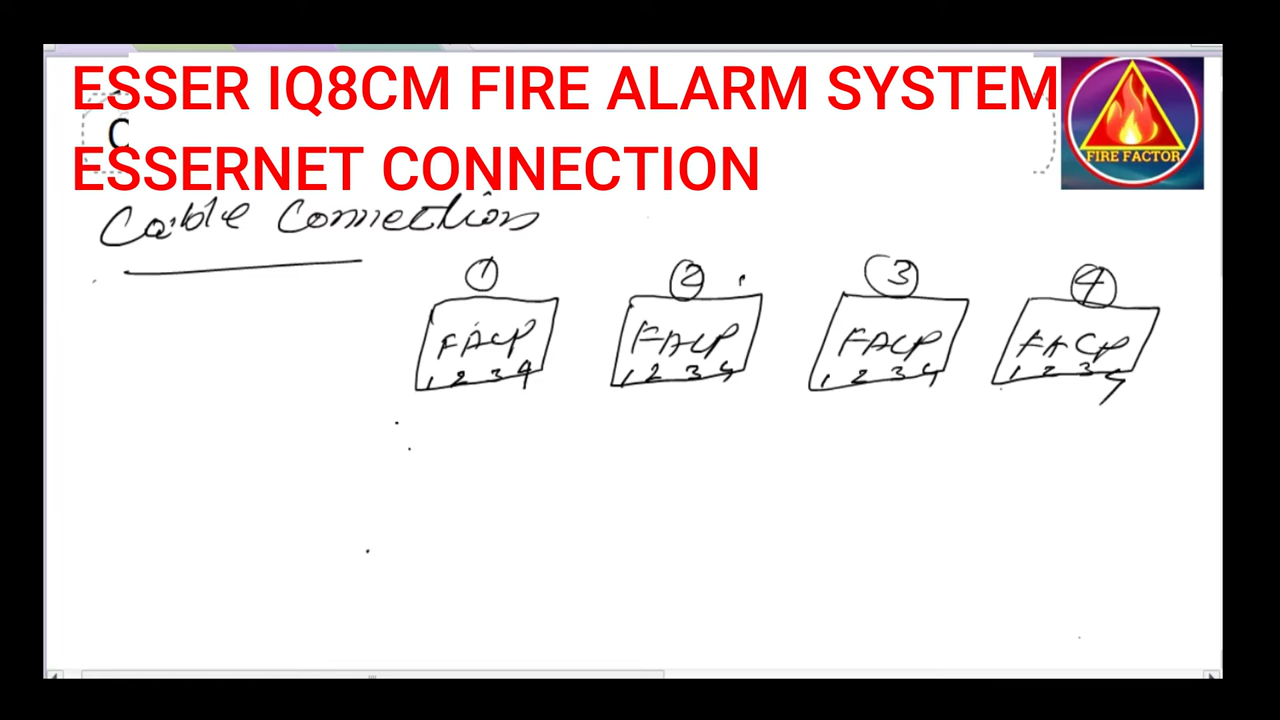 ESSER IQ8CM FIRE ALARM SYSTEM
ESSERNET CONNECTION
FIRE FACTOR
Cable Connection
1 2 3 4
FACP FACP FACP FACP
1 2 3 4 1 2 3 4 1 2 3 4 1 2 3 4